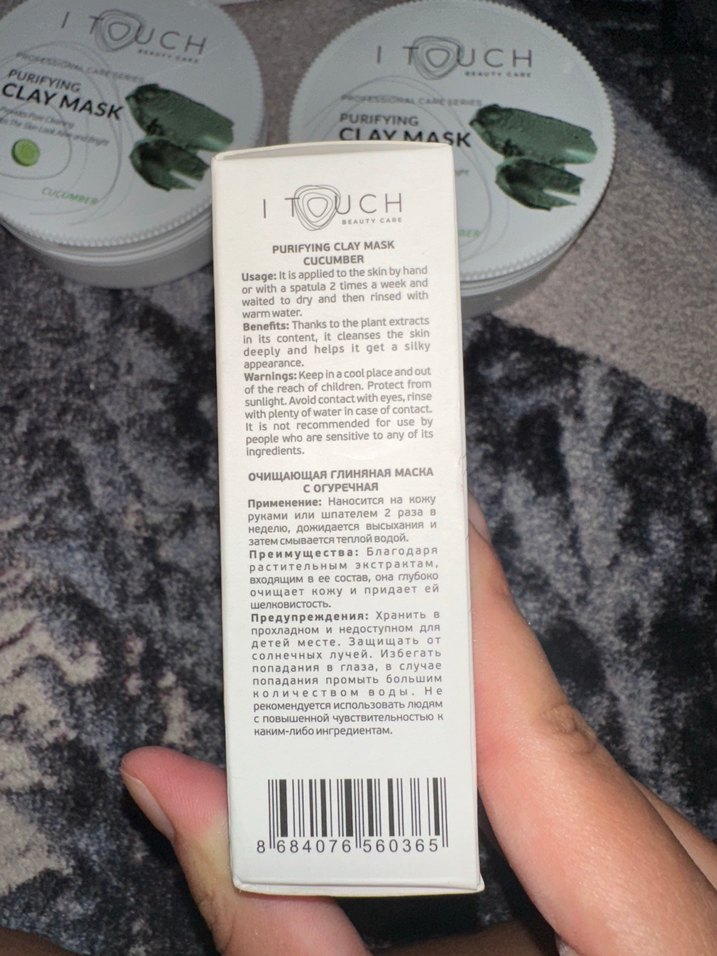 I TOUCH
BEAUTY CARE
PROFESSIONAL CARE SERIES
PURIFYING
CLAY MASK
CUCUMBER
I TOUCH
BEAUTY CARE
PROFESSIONAL CARE SERIES
PURIFYING
CLAY MASK
I TOUCH
BEAUTY CARE
PURIFYING CLAY MASK
CUCUMBER
Usage: It is applied to the skin by hand
or with a spatula 2 times a week and
waited to dry and then rinsed with
warm water.
Benefits: Thanks to the plant extracts
in its content, it cleanses the skin
deeply and helps it get a silky
appearance.
Warnings: Keep in a cool place and out
of the reach of children. Protect from
sunlight. Avoid contact with eyes, rinse
with plenty of water in case of contact.
It is not recommended for use by
people who are sensitive to any of its
ingredients.
ОЧИЩАЮЩАЯ ГЛИНЯНАЯ МАСКА
С ОГУРЕЧНАЯ
Применение: Наносится на кожу
руками или шпателем 2 раза в
неделю, дожидается высыхания и
затем смывается теплой водой.
Преимущества: Благодаря
растительным экстрактам,
входящим в ее состав, она глубоко
очищает кожу и придает ей
шелковистость.
Предупреждения: Хранить в
прохладном и недоступном для
детей месте. Защищать от
солнечных лучей. Избегать
попадания в глаза, в случае
попадания промыть большим
количеством воды. Не
рекомендуется использовать людям
с повышенной чувствительностью к
каким-либо ингредиентам.
8 684076 560365